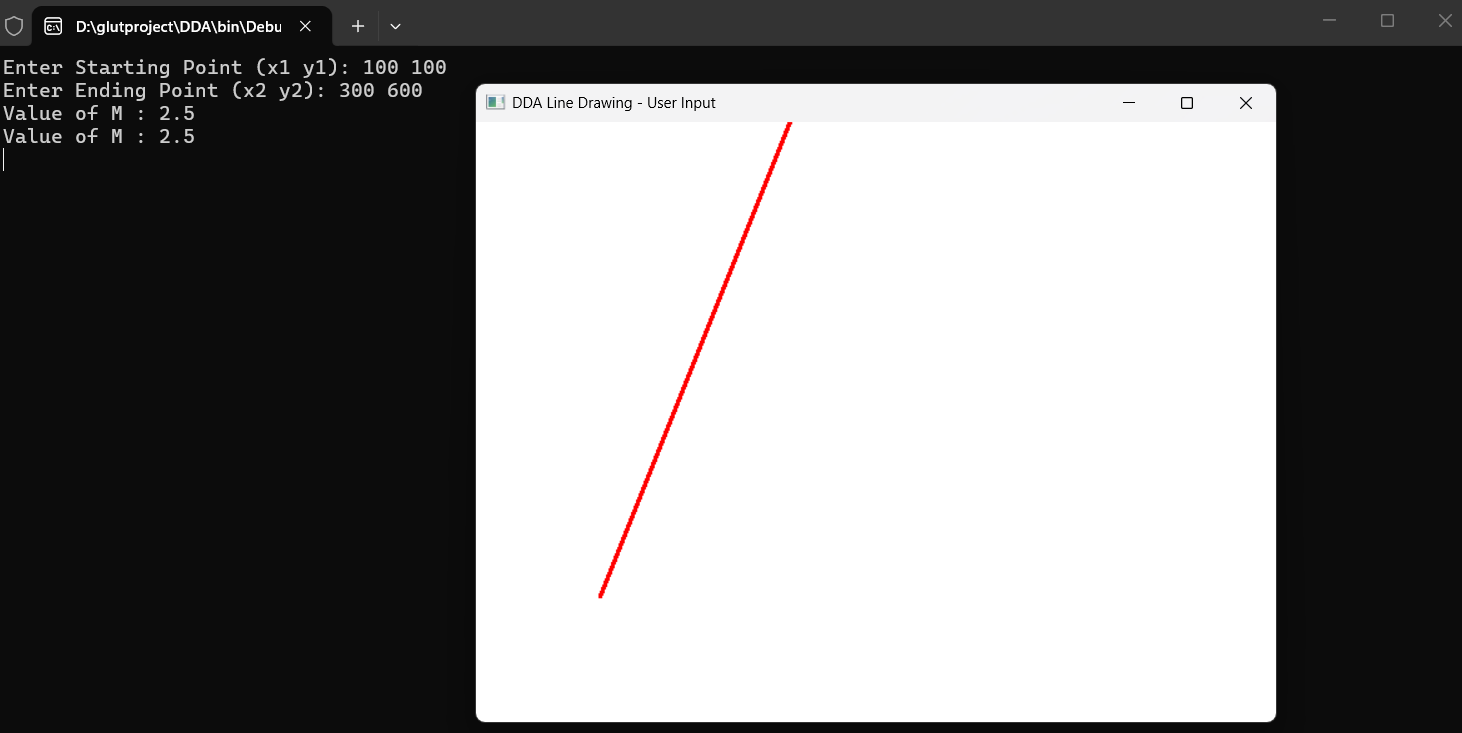 D:\glutproject\DDA\bin\Debu
Enter Starting Point (x1 y1): 100 100
Enter Ending Point (x2 y2): 300 600
Value of M : 2.5
Value of M : 2.5
DDA Line Drawing - User Input